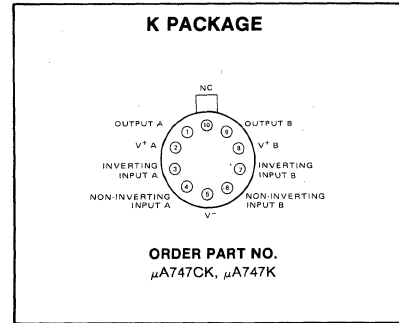 K PACKAGE
NC
OUTPUT A
OUTPUT B
10
1
9
V+ A
2
8
V+ B
INVERTING
INPUT A
3
7
INVERTING
INPUT B
NON-INVERTING
INPUT A
4
5
6
NON-INVERTING
INPUT B
V−
ORDER PART NO.
μA747CK, μA747K